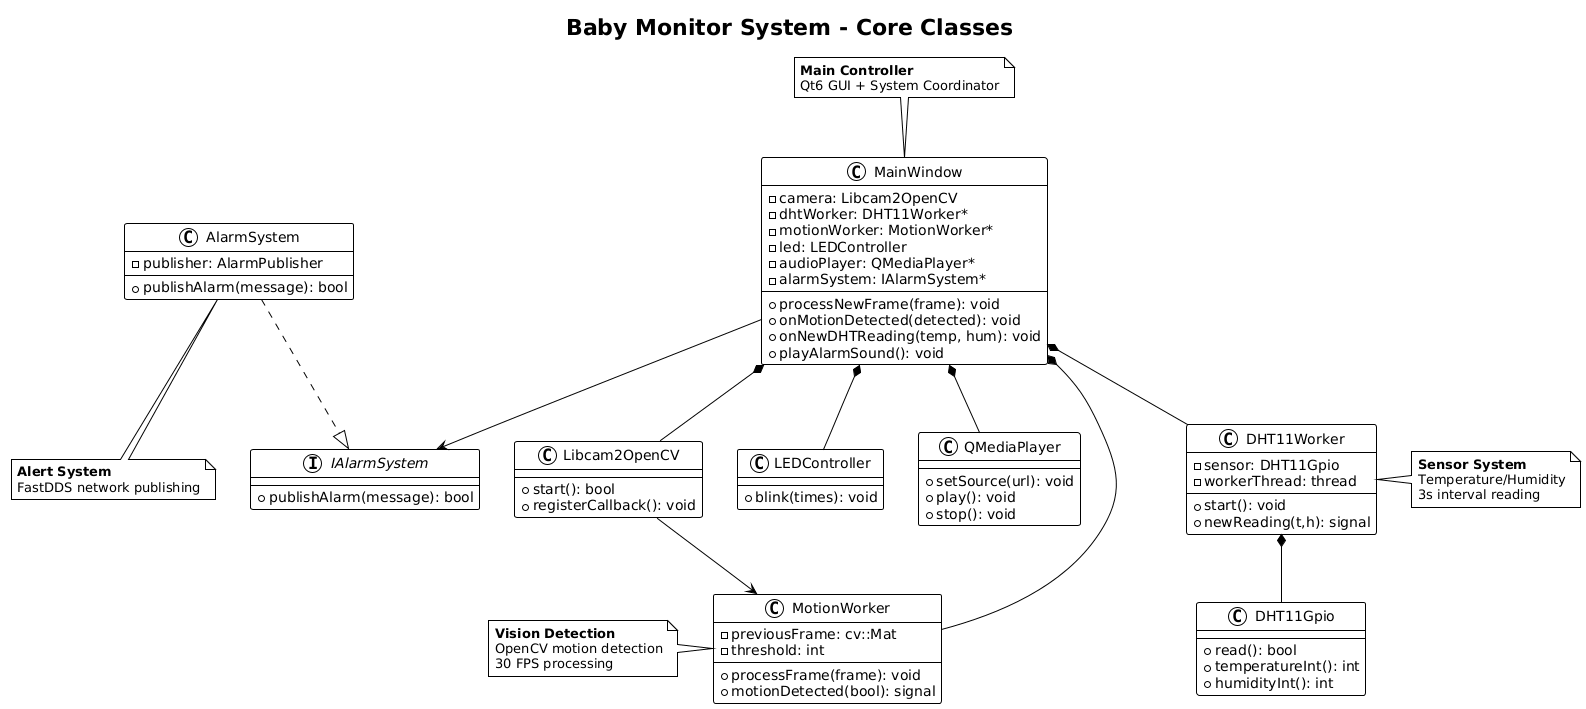 Baby Monitor System - Core Classes
Main Controller
Qt6 GUI + System Coordinator
C MainWindow
camera: Libcam2OpenCV
dhtWorker: DHT11Worker*
motionWorker: MotionWorker*
led: LEDController
audioPlayer: QMediaPlayer*
alarmSystem: IAlarmSystem*
processNewFrame(frame): void
onMotionDetected(detected): void
onNewDHTReading(temp, hum): void
playAlarmSound(): void
C AlarmSystem
publisher: AlarmPublisher
publishAlarm(message): bool
Alert System
FastDDS network publishing
I IAlarmSystem
publishAlarm(message): bool
C Libcam2OpenCV
start(): bool
registerCallback(): void
C LEDController
blink(times): void
C QMediaPlayer
setSource(url): void
play(): void
stop(): void
C DHT11Worker
sensor: DHT11Gpio
workerThread: thread
start(): void
newReading(t,h): signal
Sensor System
Temperature/Humidity
3s interval reading
Vision Detection
OpenCV motion detection
30 FPS processing
C MotionWorker
previousFrame: cv::Mat
threshold: int
processFrame(frame): void
motionDetected(bool): signal
C DHT11Gpio
read(): bool
temperatureInt(): int
humidityInt(): int